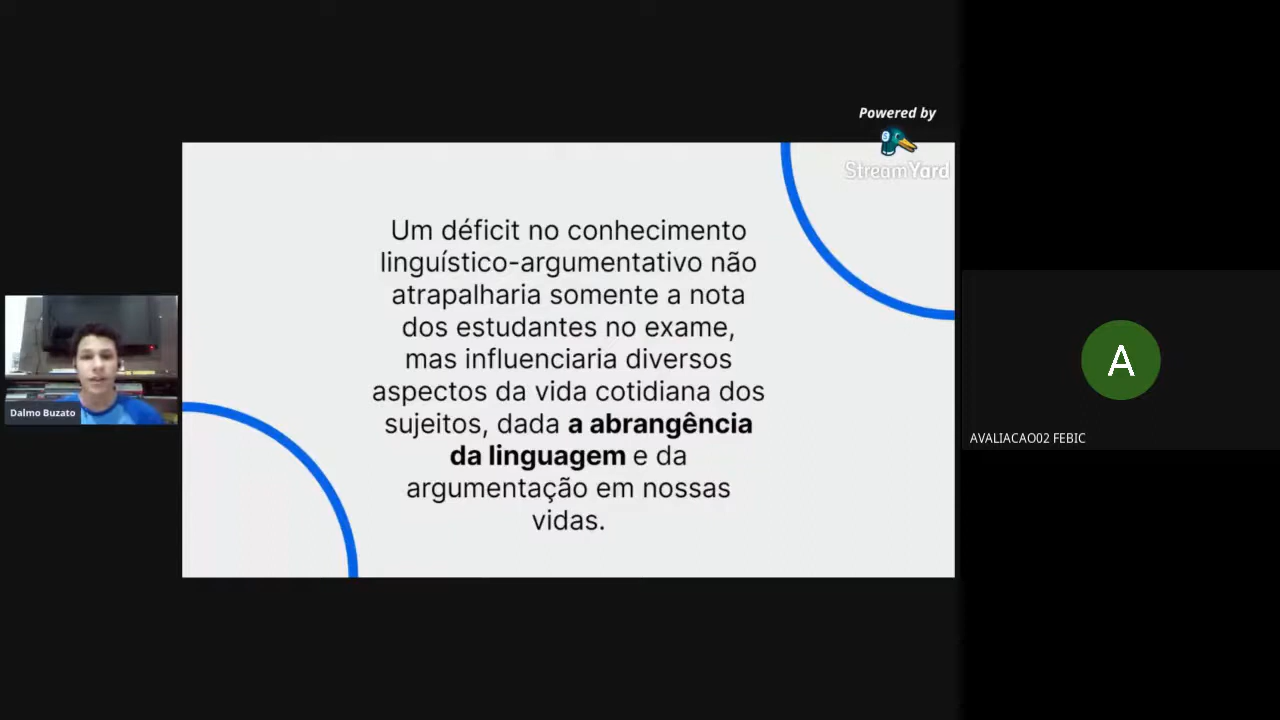 Powered by
StreamYard
Um déficit no conhecimento
linguístico-argumentativo não
atrapalharia somente a nota
dos estudantes no exame,
mas influenciaria diversos
aspectos da vida cotidiana dos
sujeitos, dada a abrangência
da linguagem e da
argumentação em nossas
vidas.
Dalmo Buzato
A
AVALIACAO02 FEBIC